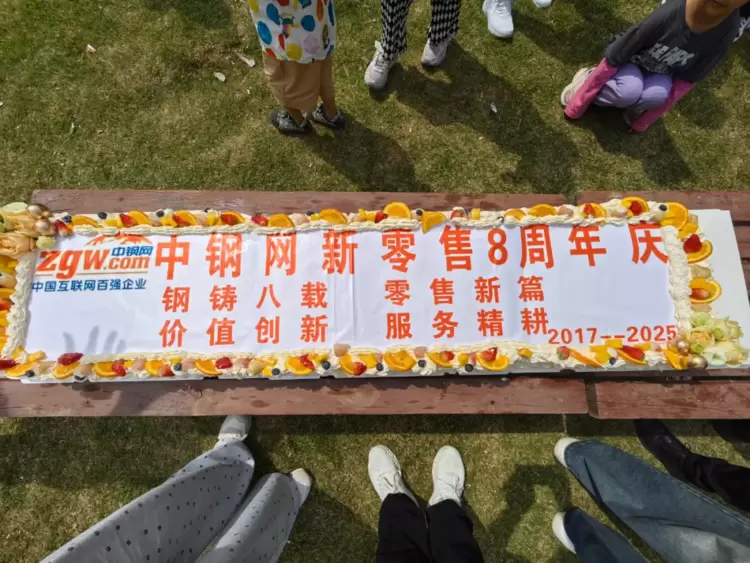 zgw.com 中钢网
中国互联网百强企业
中钢网新零售8周年庆
钢铸八载 零售新篇
价值创新 服务精耕
2017--2025